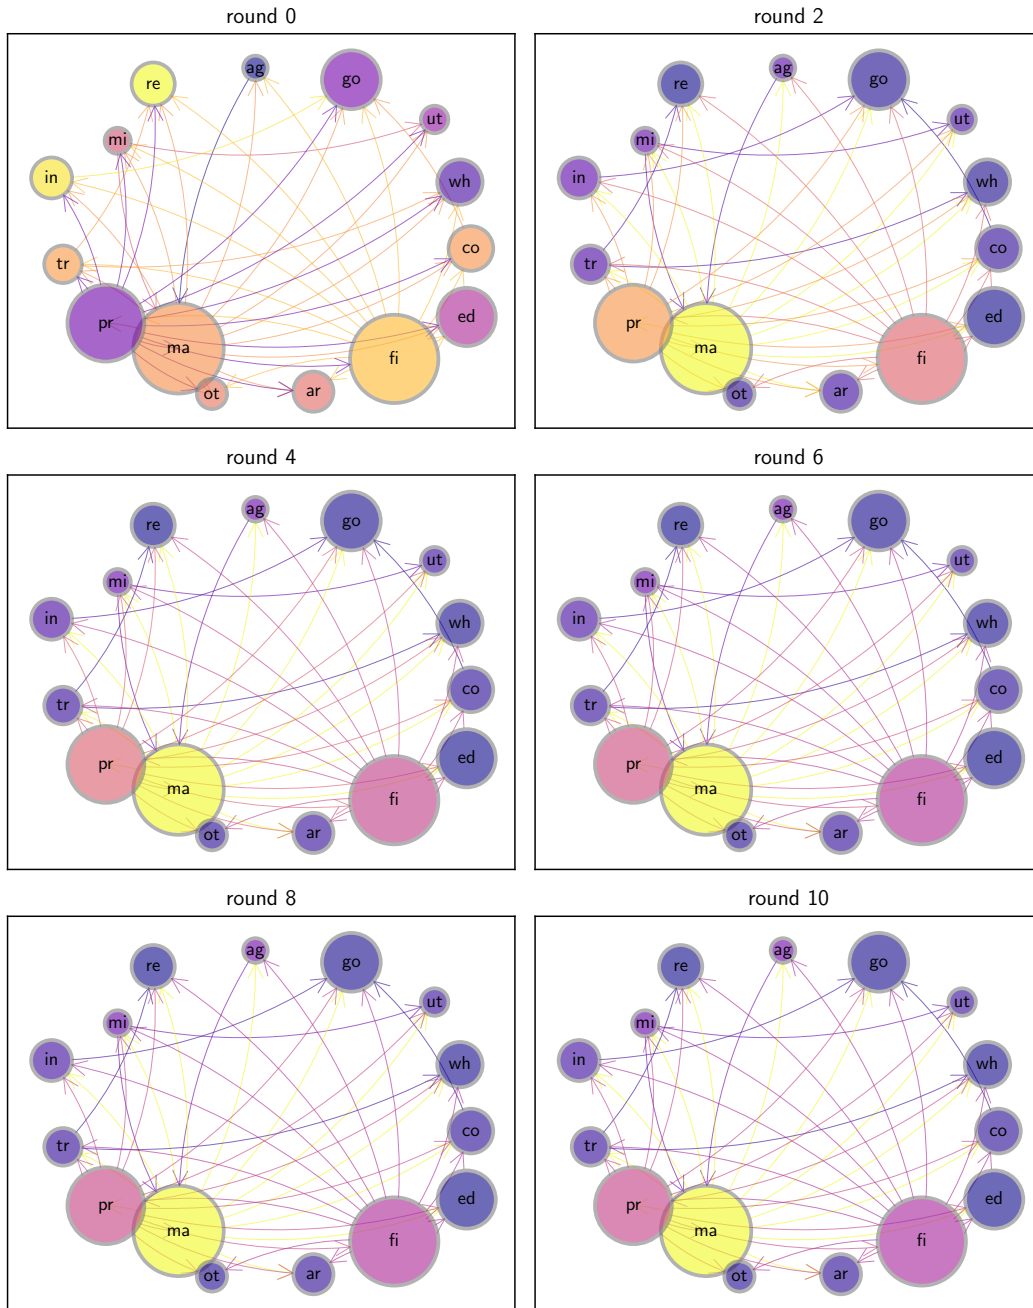 round 0
round 2
ag
go
re
ut
mi
in
wh
co
tr
ed
pr
ma
fi
ot
ar
ag
go
re
ut
mi
in
wh
co
tr
ed
pr
ma
fi
ot
ar
round 4
round 6
ag
go
re
ut
mi
in
wh
co
tr
ed
pr
ma
fi
ot
ar
ag
go
re
ut
mi
in
wh
co
tr
ed
pr
ma
fi
ot
ar
round 8
round 10
ag
go
re
ut
mi
in
wh
co
tr
ed
pr
ma
fi
ot
ar
ag
go
re
ut
mi
in
wh
co
tr
ed
pr
ma
fi
ot
ar